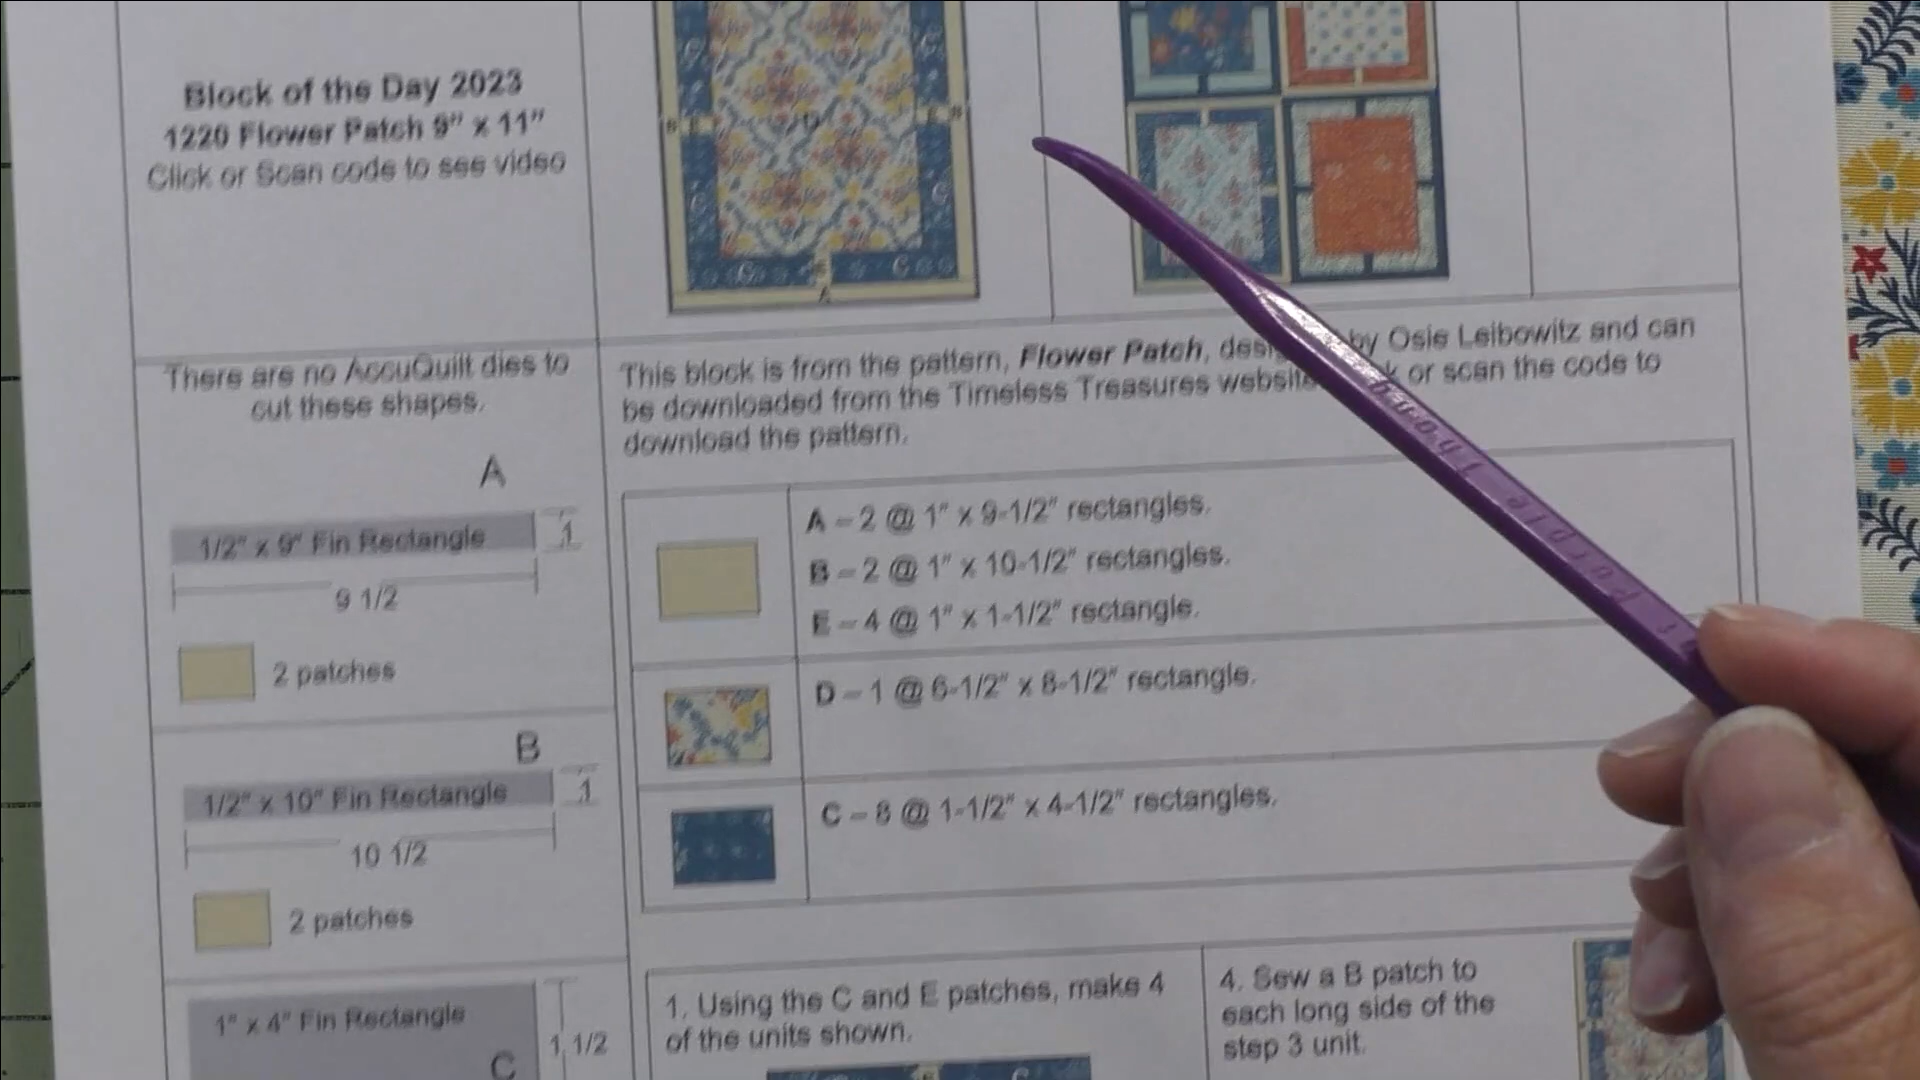 Block of the Day 2023
1220 Flower Patch 9" x 11"
Click or Scan code to see video
There are no AccuQuilt dies to
cut these shapes.
A
1/2" x 9" Fin Rectangle
1
9 1/2
2 patches
B
1/2" x 10" Fin Rectangle
1
10 1/2
2 patches
1" x 4" Fin Rectangle
C
1 1/2
This block is from the pattern, Flower Patch, by Osie Leibowitz and can
be downloaded from the Timeless Treasures or scan the code to
download the pattern.
A – 2 @ 1" x 9-1/2" rectangles.
B – 2 @ 1" x 10-1/2" rectangles.
E – 4 @ 1" x 1-1/2" rectangle.
D – 1 @ 6-1/2" x 8-1/2" rectangle.
C – 8 @ 1-1/2" x 4-1/2" rectangles.
1. Using the C and E patches, make 4
of the units shown.
4. Sew a B patch to
each long side of the
step 3 unit.
Purple Thang